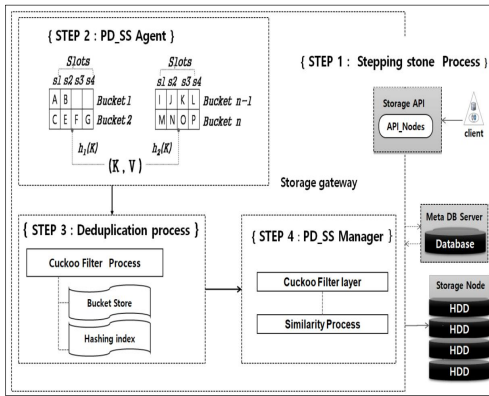 { STEP 2 : PD_SS Agent }
Slots
s1 s2 s3 s4
A B
Bucket 1
C E F G
Bucket 2
Slots
s1 s2 s3 s4
I J K L
Bucket n-1
M N O P
Bucket n
h1(K)
h2(K)
(K , V)
{ STEP 1 : Stepping stone Process }
Storage API
API_Nodes
client
Storage gateway
{ STEP 3 : Deduplication process }
Cuckoo Filter Process
Bucket Store
Hashing index
{ STEP 4 : PD_SS Manager }
Cuckoo Filter layer
Similarity Process
Meta DB Server
Database
Storage Node
HDD
HDD
HDD
HDD